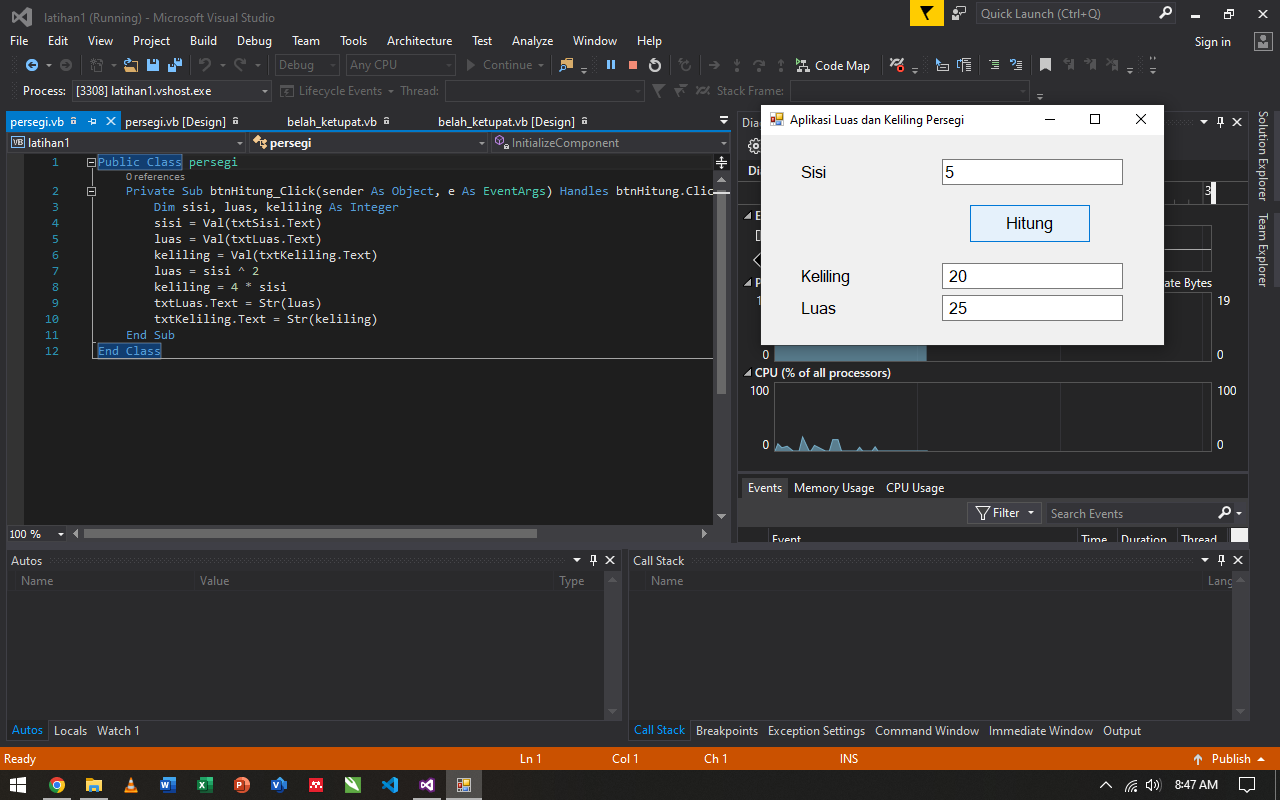 latihan1 (Running) - Microsoft Visual Studio
Quick Launch (Ctrl+Q)
File Edit View Project Build Debug Team Tools Architecture Test Analyze Window Help
Sign in
Debug Any CPU Continue Code Map
Process: [3308] latihan1.vshost.exe Lifecycle Events Thread: Stack Frame:
persegi.vb persegi.vb [Design] belah_ketupat.vb belah_ketupat.vb [Design]
VB latihan1 persegi InitializeComponent
1 Public Class persegi
0 references
2 Private Sub btnHitung_Click(sender As Object, e As EventArgs) Handles btnHitung.Clic
3 Dim sisi, luas, keliling As Integer
4 sisi = Val(txtSisi.Text)
5 luas = Val(txtLuas.Text)
6 keliling = Val(txtKeliling.Text)
7 luas = sisi ^ 2
8 keliling = 4 * sisi
9 txtLuas.Text = Str(luas)
10 txtKeliling.Text = Str(keliling)
11 End Sub
12 End Class
100 %
Aplikasi Luas dan Keliling Persegi
Sisi 5
Hitung
Keliling 20
Luas 25
ate Bytes
19
0 0
CPU (% of all processors)
100 100
0 0
Events Memory Usage CPU Usage
Filter Search Events
Event Time Duration Thread
Solution Explorer
Team Explorer
Autos
Name Value Type
Autos Locals Watch 1
Call Stack
Name Lang
Call Stack Breakpoints Exception Settings Command Window Immediate Window Output
Ready Ln 1 Col 1 Ch 1 INS Publish
8:47 AM